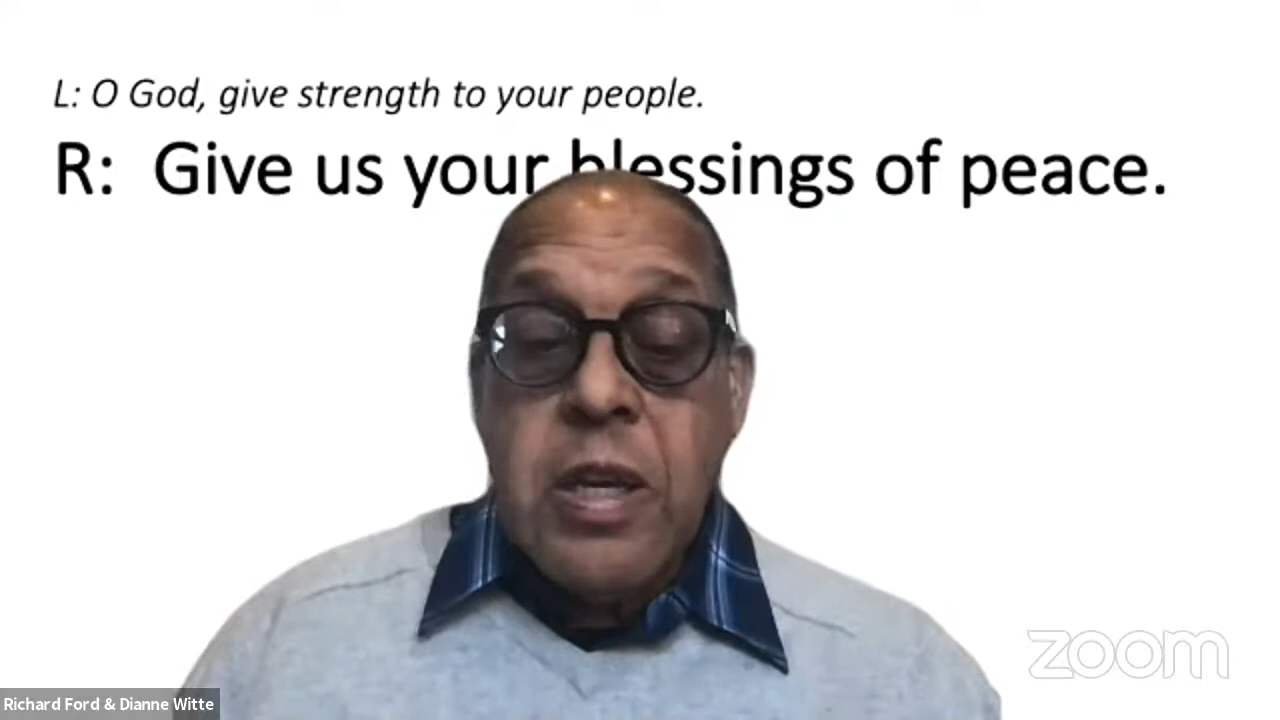 L: O God, give strength to your people.
R: Give us your blessings of peace.
zoom
Richard Ford & Dianne Witte